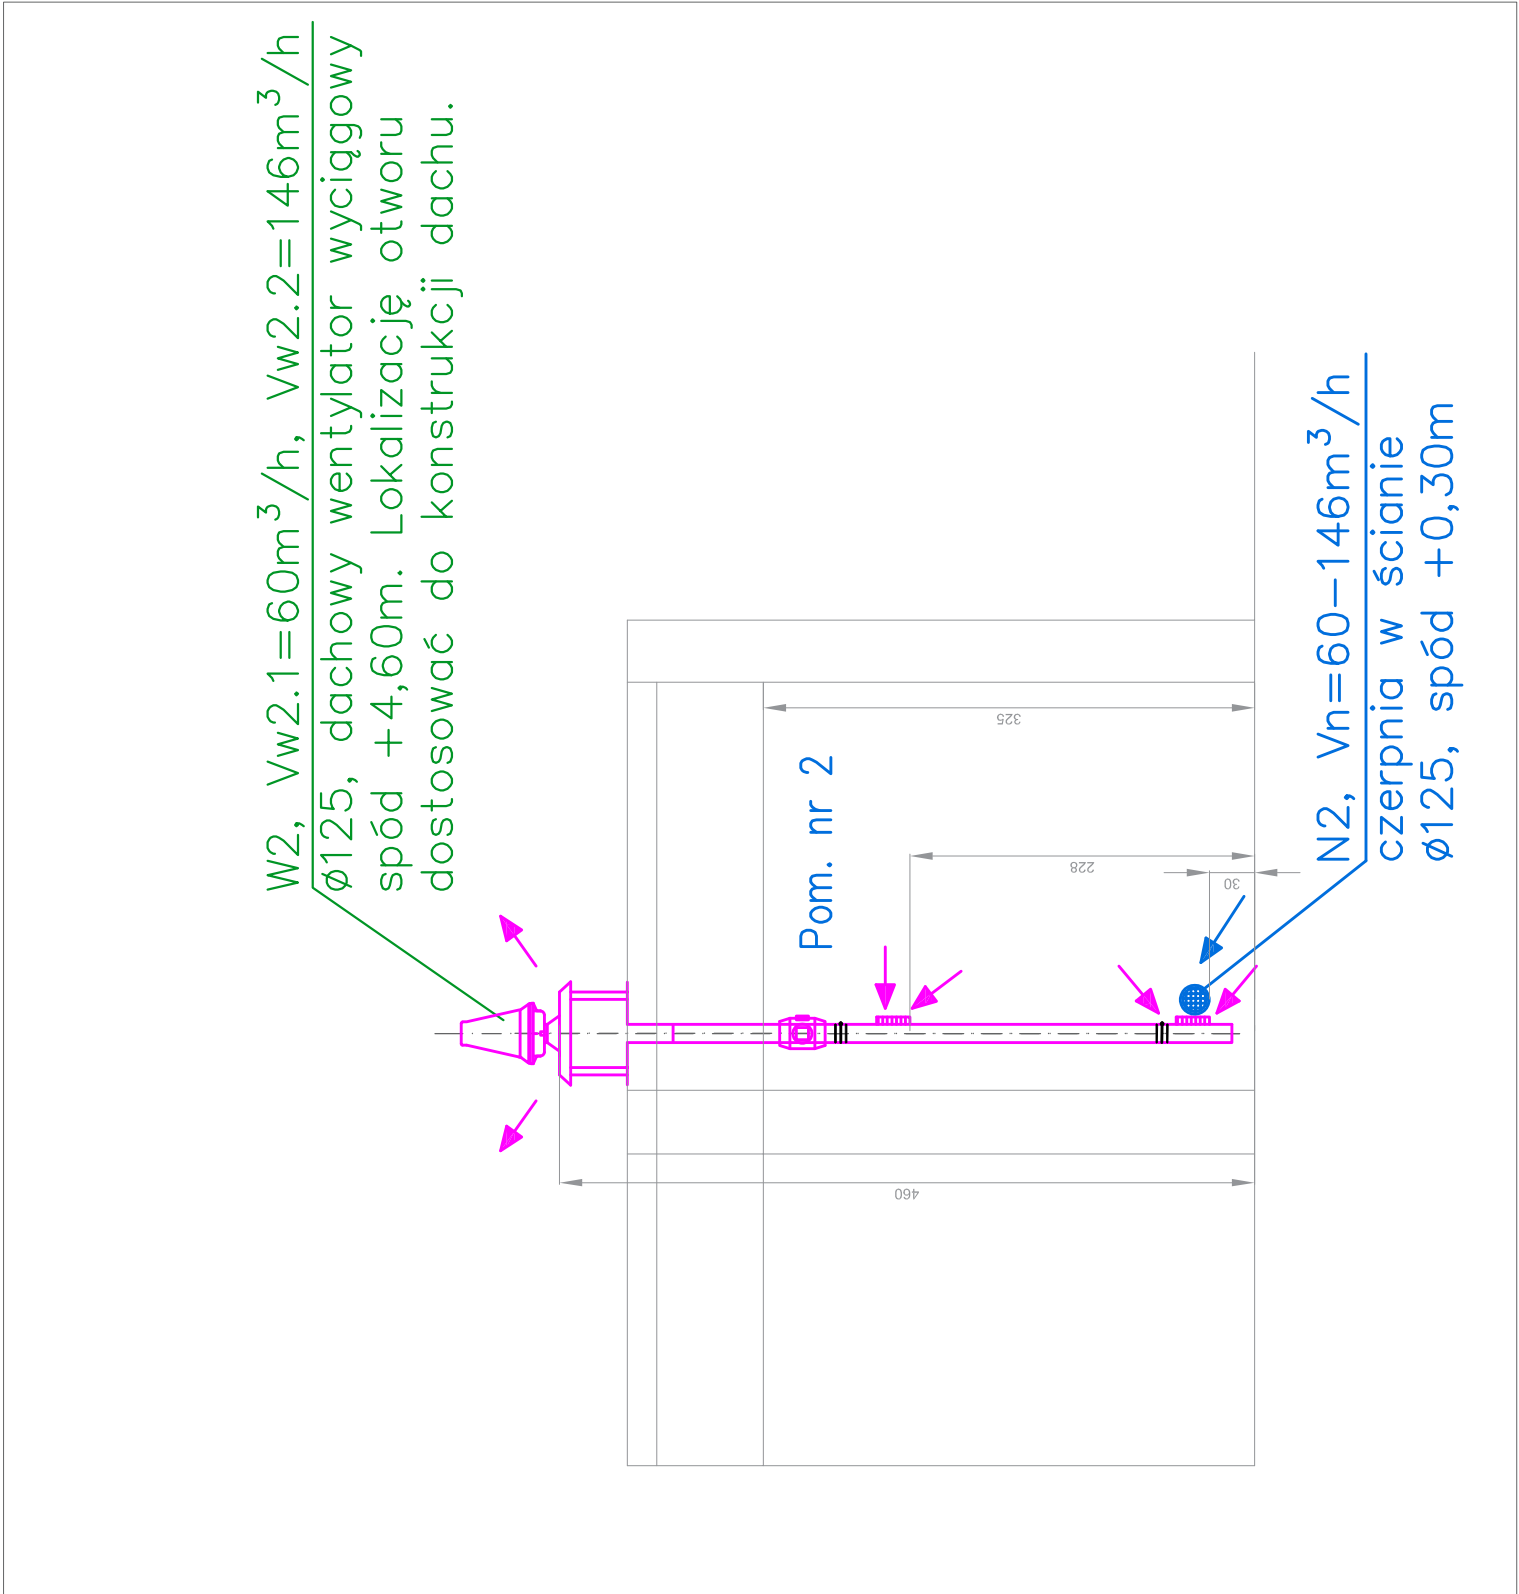 W2, Vw2.1=60m³/h, Vw2.2=146m³/h
ø125, dachowy wentylator wyciągowy
spód +4,60m. Lokalizację otworu
dostosować do konstrukcji dachu.
Pom. nr 2
325
228
30
460
N2, Vn=60-146m³/h
czerpnia w ścianie
ø125, spód +0,30m